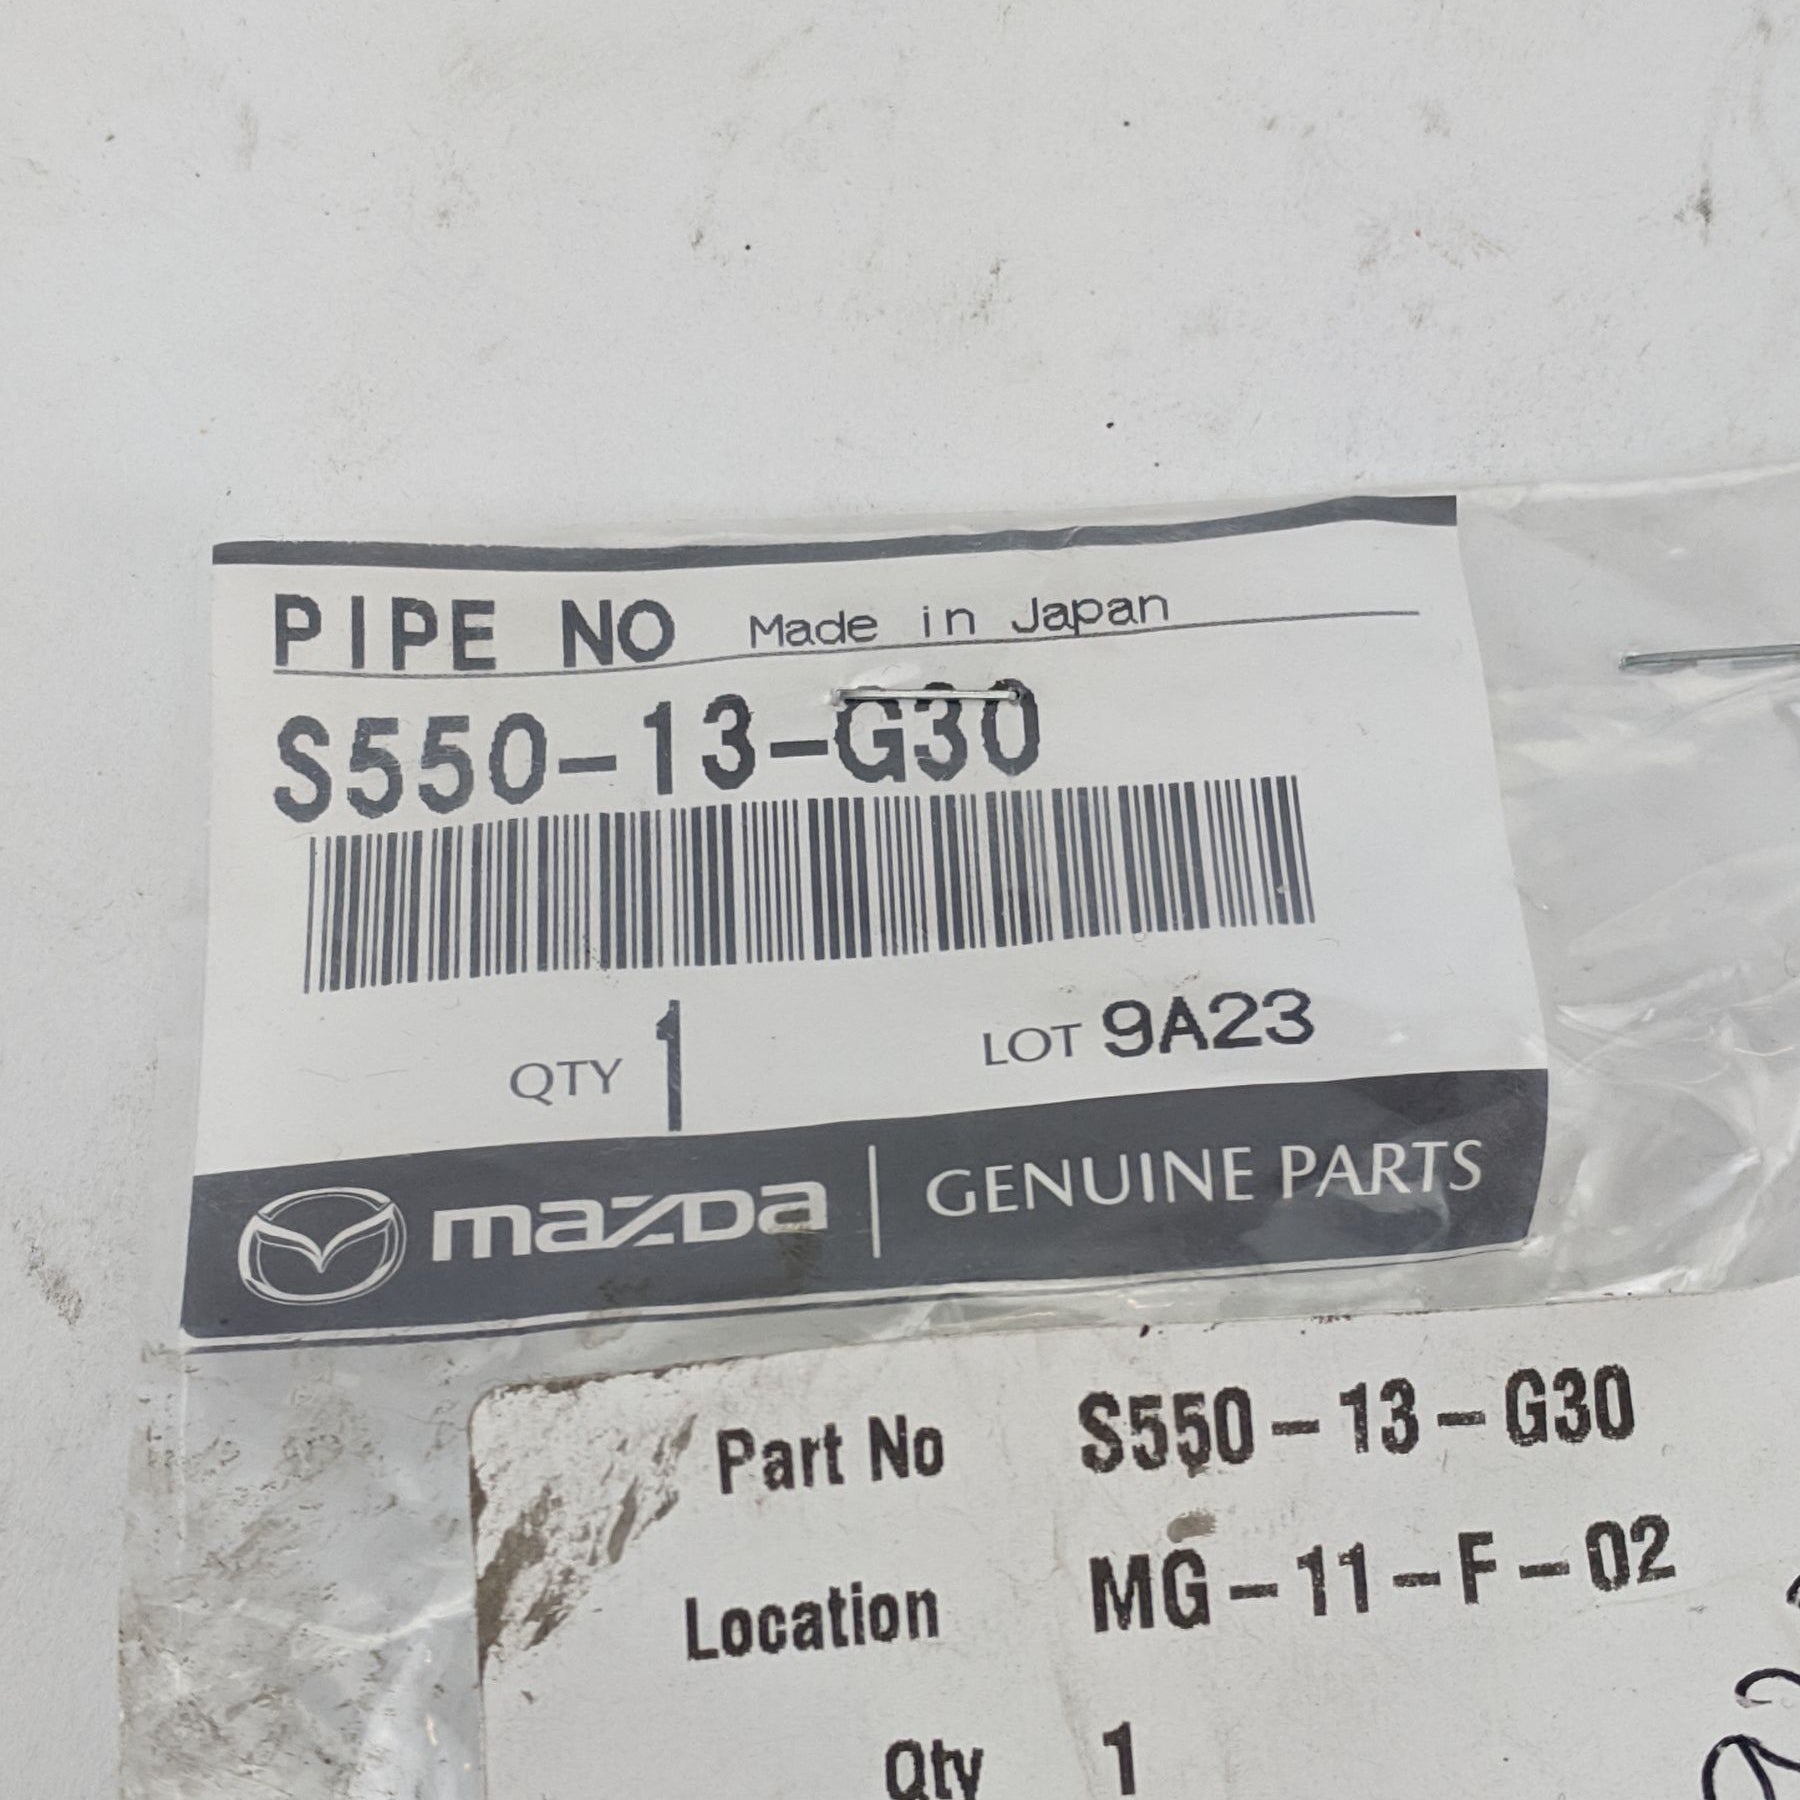 PIPE NO Made in Japan
S550-13-G30
QTY 1 LOT 9A23
mazda GENUINE PARTS
Part No S550-13-G30
Location MG-11-F-02
Qty 1